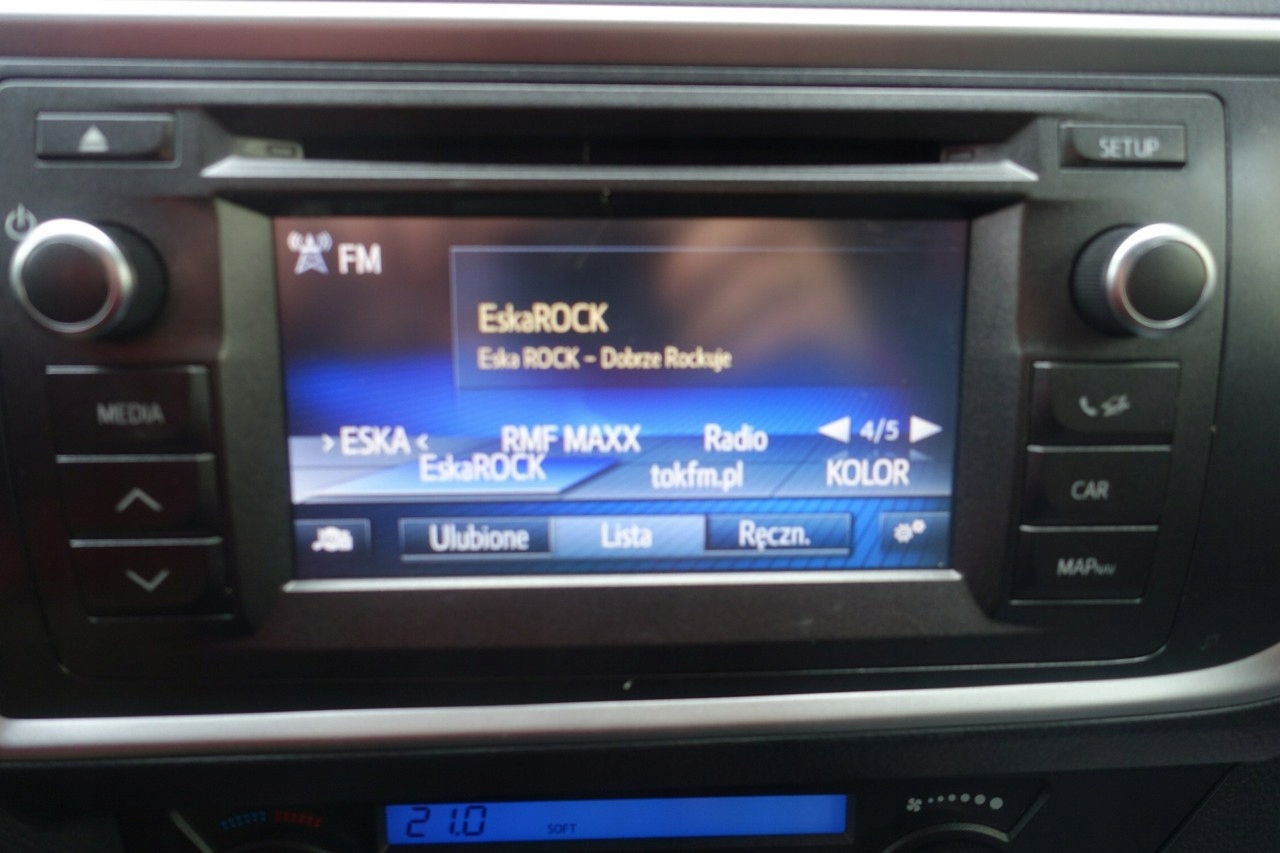 SETUP
FM
EskaROCK
Eska ROCK – Dobrze Rockuje
MEDIA
> ESKA < RMF MAXX Radio 4/5
EskaROCK tokfm.pl KOLOR
CAR
Ulubione Lista Ręczn.
MAP NAV
21.0 SOFT